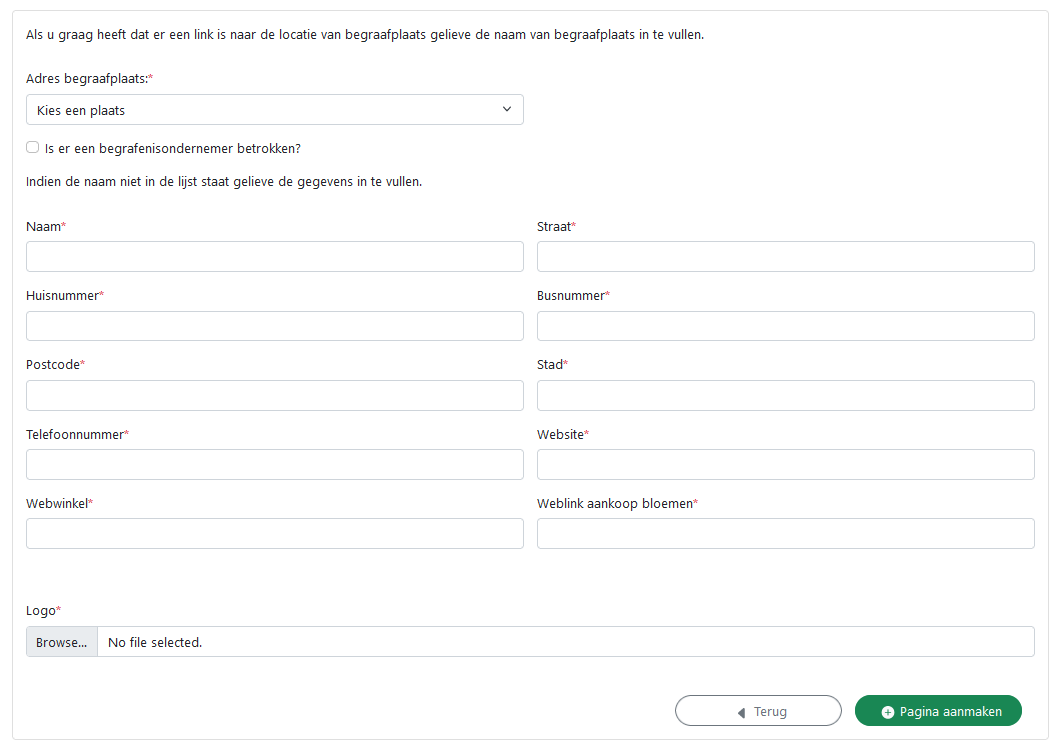 Als u graag heeft dat er een link is naar de locatie van begraafplaats gelieve de naam van begraafplaats in te vullen.
Adres begraafplaats:*
Kies een plaats
Is er een begrafenisondernemer betrokken?
Indien de naam niet in de lijst staat gelieve de gegevens in te vullen.
Naam*
Straat*
Huisnummer*
Busnummer*
Postcode*
Stad*
Telefoonnummer*
Website*
Webwinkel*
Weblink aankoop bloemen*
Logo*
Browse... No file selected.
Terug
Pagina aanmaken